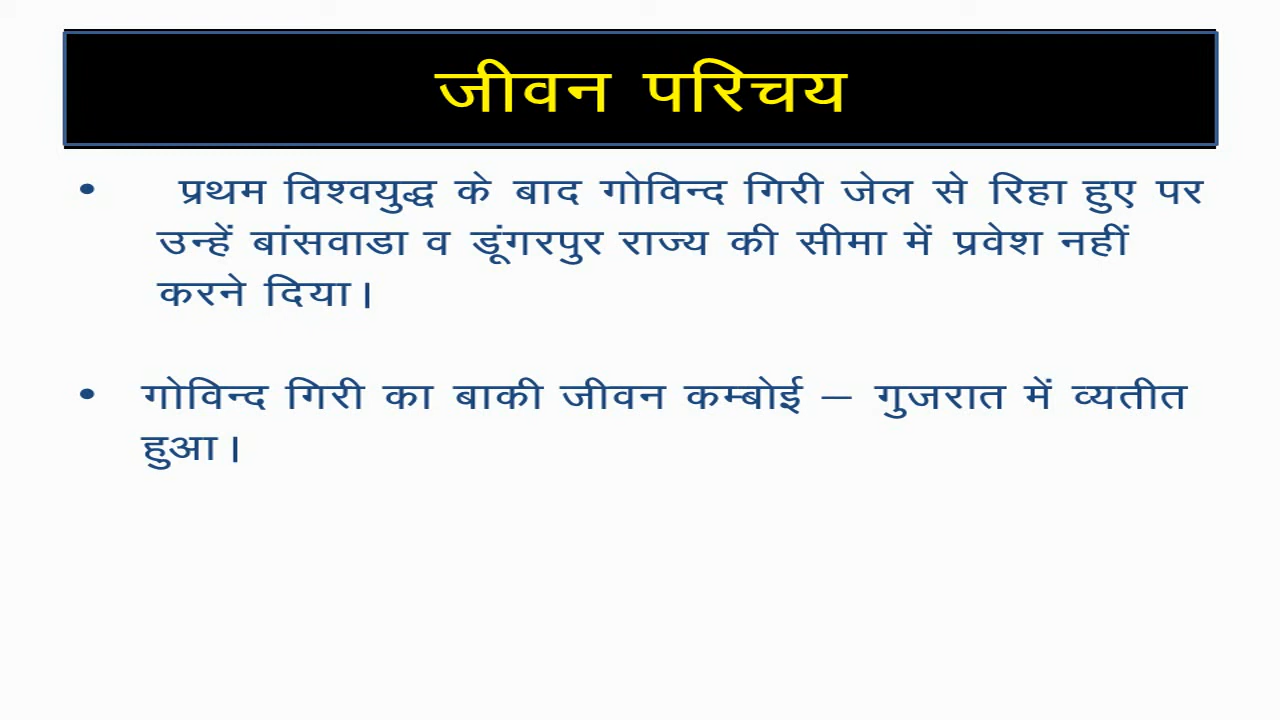 जीवन परिचय
• प्रथम विश्वयुद्ध के बाद गोविन्द गिरी जेल से रिहा हुए पर
उन्हें बांसवाडा व डूंगरपुर राज्य की सीमा में प्रवेश नहीं
करने दिया।
• गोविन्द गिरी का बाकी जीवन कम्बोई – गुजरात में व्यतीत
हुआ।